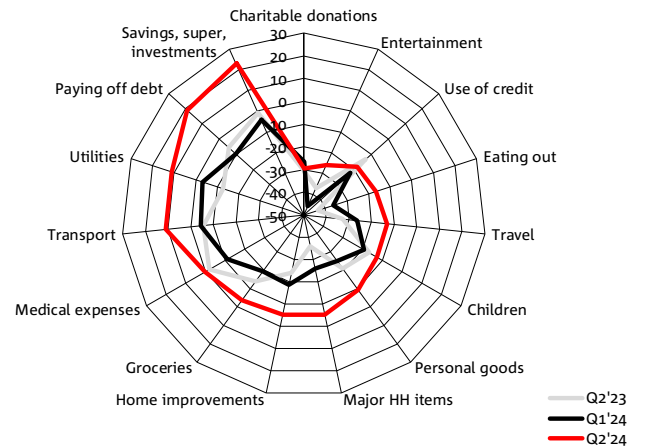 Charitable donations
30
Savings, super,
investments
20
Entertainment
10
Paying off debt
Use of credit
0
-10
Utilities
-20
Eating out
-30
-40
-50
Transport
Travel
Medical expenses
Children
Groceries
Personal goods
Home improvements
Major HH items
Q2'23
Q1'24
Q2'24